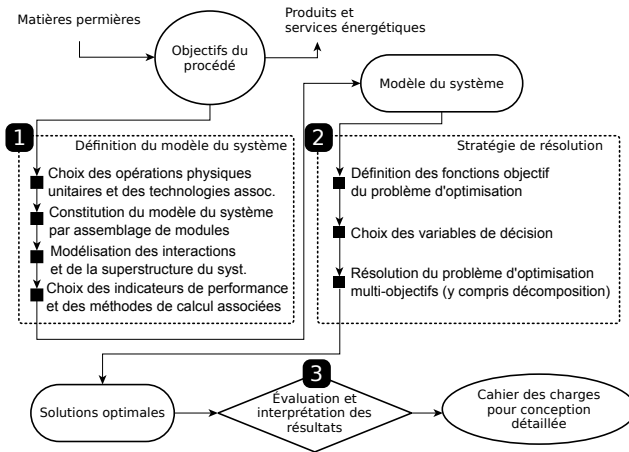 Matières permières
Objectifs du
procédé
Produits et
services énergétiques
Modèle du système
1
Définition du modèle du système
Choix des opérations physiques
unitaires et des technologies assoc.
Constitution du modèle du système
par assemblage de modules
Modélisation des interactions
et de la superstructure du syst.
Choix des indicateurs de performance
et des méthodes de calcul associées
2
Stratégie de résolution
Définition des fonctions objectif
du problème d'optimisation
Choix des variables de décision
Résolution du problème d'optimisation
multi-objectifs (y compris décomposition)
Solutions optimales
3
Évaluation et
interprétation des
résultats
Cahier des charges
pour conception
détaillée